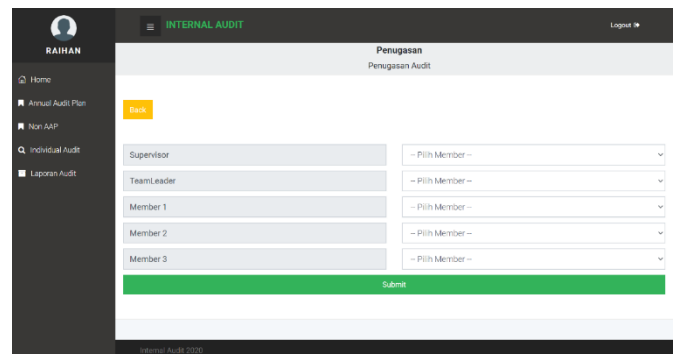 RAIHAN
Home
Annual Audit Plan
Non AAP
Individual Audit
Laporan Audit
INTERNAL AUDIT
Logout
Penugasan
Penugasan Audit
Back
Supervisor
-- Pilih Member --
TeamLeader
-- Pilih Member --
Member 1
-- Pilih Member --
Member 2
-- Pilih Member --
Member 3
-- Pilih Member --
Submit
Internal Audit 2020